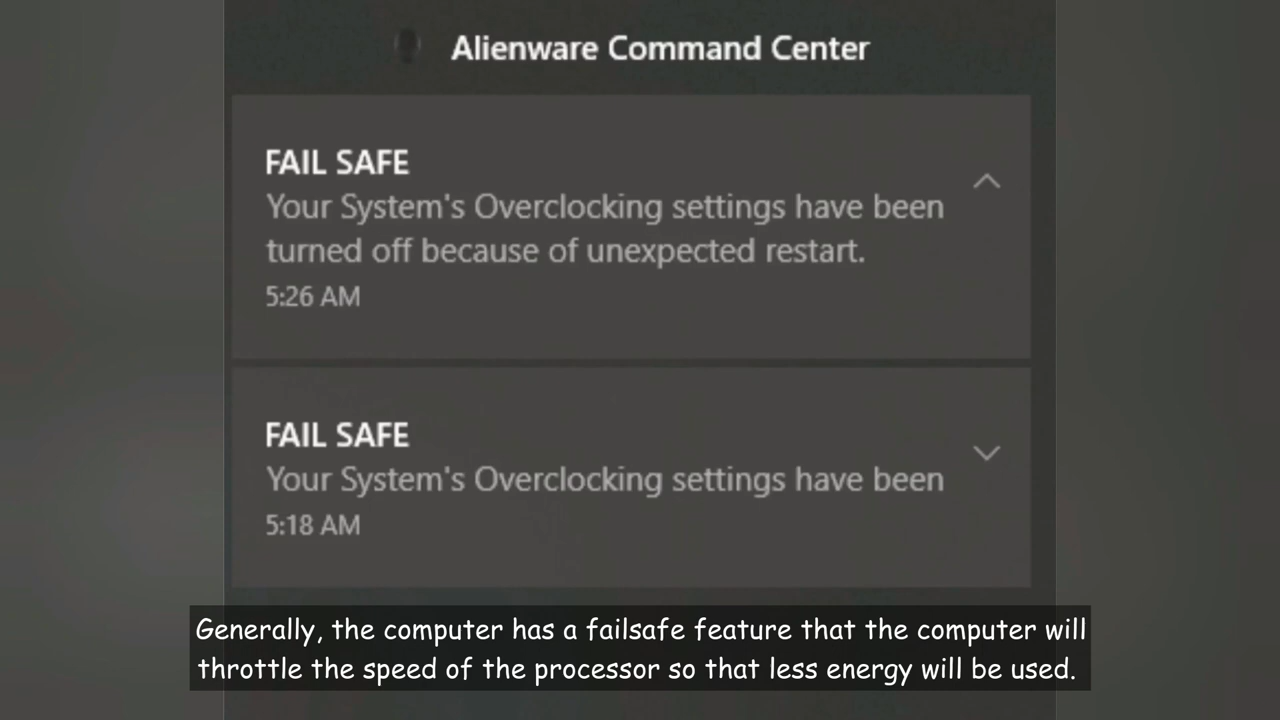 Alienware Command Center
FAIL SAFE
Your System's Overclocking settings have been
turned off because of unexpected restart.
5:26 AM
FAIL SAFE
Your System's Overclocking settings have been
5:18 AM
Generally, the computer has a failsafe feature that the computer will
throttle the speed of the processor so that less energy will be used.